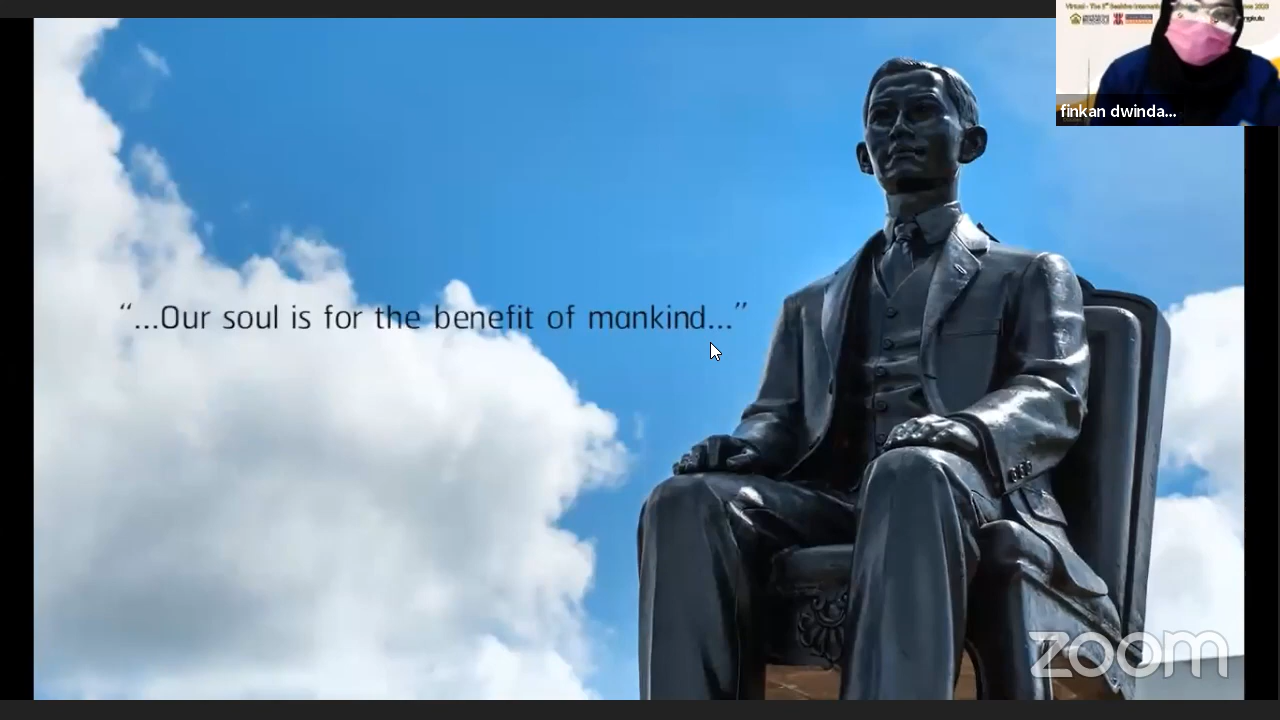 “...Our soul is for the benefit of mankind...”
finkan dwinda...
zoom